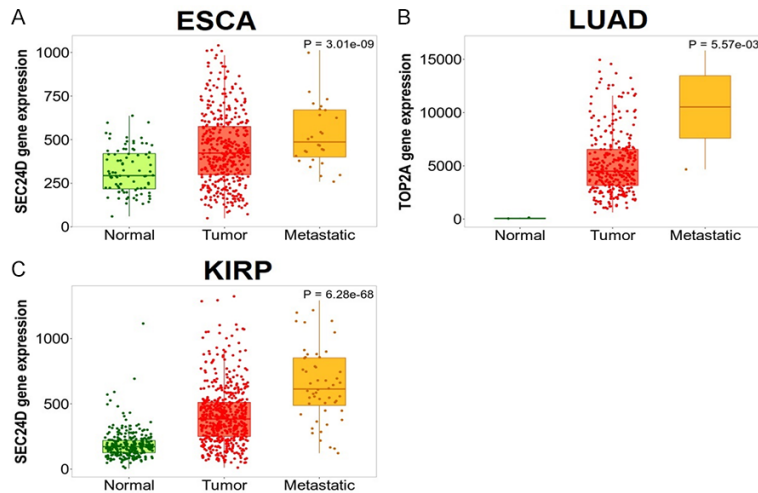 A
ESCA
P = 3.01e-09
SEC24D gene expression
1000
750
500
250
0
Normal Tumor Metastatic
B
LUAD
P = 5.57e-03
TOP2A gene expression
15000
10000
5000
0
Normal Tumor Metastatic
C
KIRP
P = 6.28e-68
SEC24D gene expression
1000
500
0
Normal Tumor Metastatic